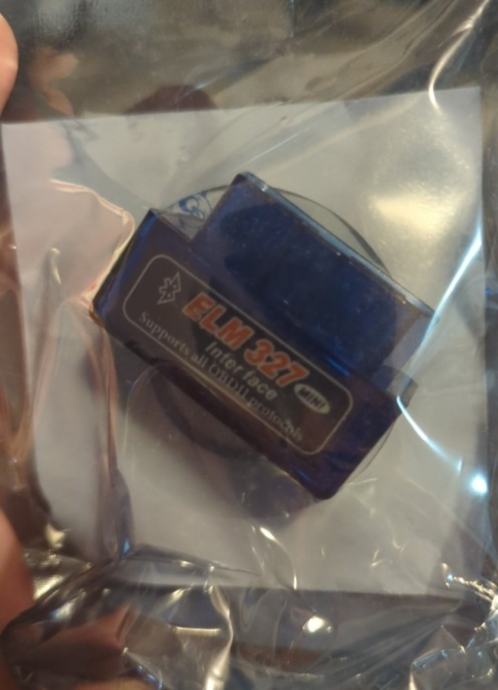 ELM 327
MINI
Interface
Supports all OBDII protocols